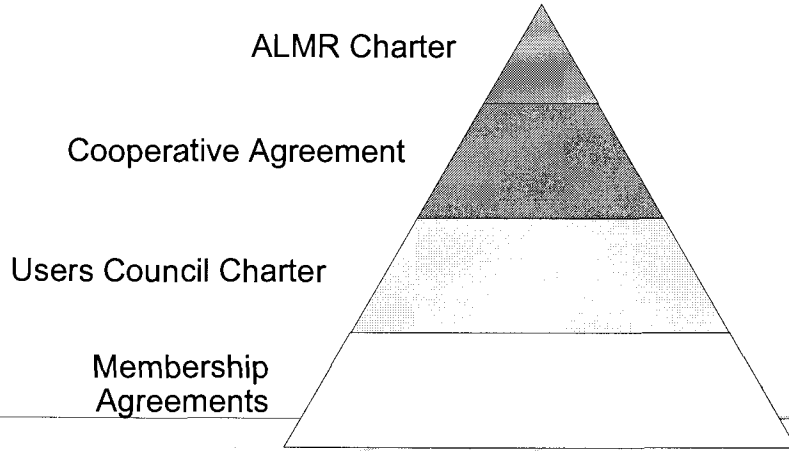 ALMR Charter
Cooperative Agreement
Users Council Charter
Membership
Agreements